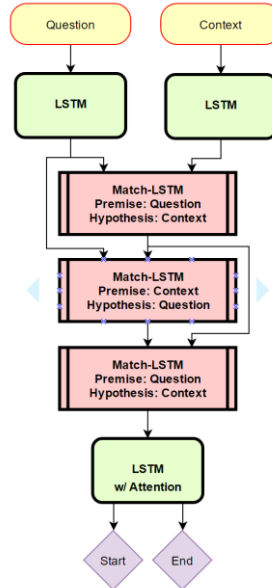 Question
Context
LSTM
LSTM
Match-LSTM
Premise: Question
Hypothesis: Context
Match-LSTM
Premise: Context
Hypothesis: Question
Match-LSTM
Premise: Question
Hypothesis: Context
LSTM
w/ Attention
Start
End